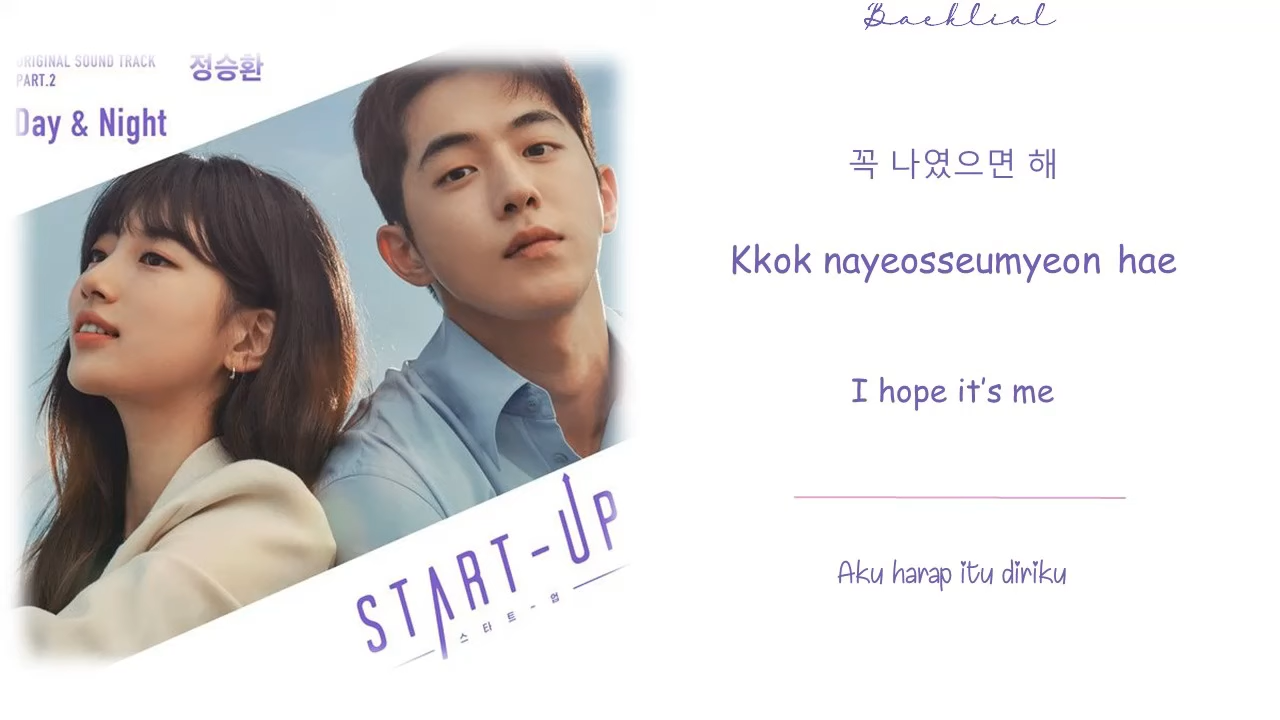 Baeklial
ORIGINAL SOUND TRACK
PART.2
정승환
Day & Night
꼭 나였으면 해
Kkok nayeosseumyeon hae
I hope it's me
Aku harap itu diriku
START-UP
스타트-업